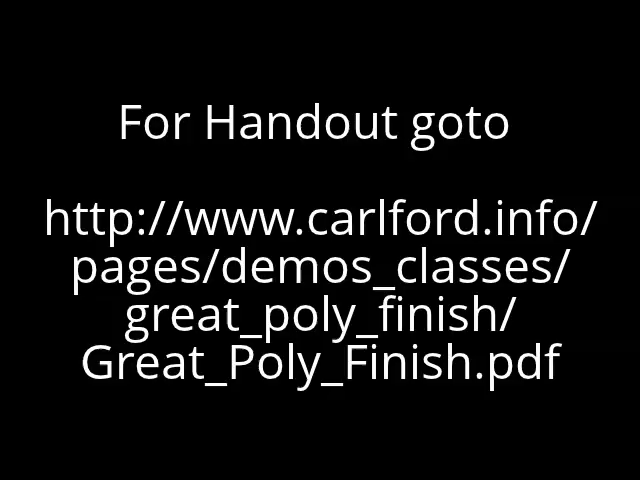 For Handout goto
http://www.carlford.info/
pages/demos_classes/
great_poly_finish/
Great_Poly_Finish.pdf